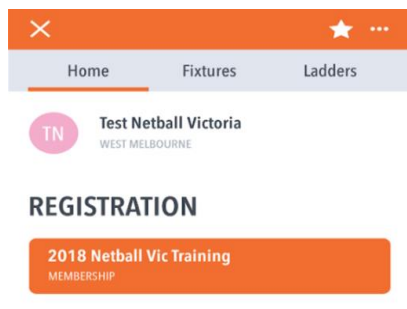 Home Fixtures Ladders
TN
Test Netball Victoria
WEST MELBOURNE
REGISTRATION
2018 Netball Vic Training
MEMBERSHIP